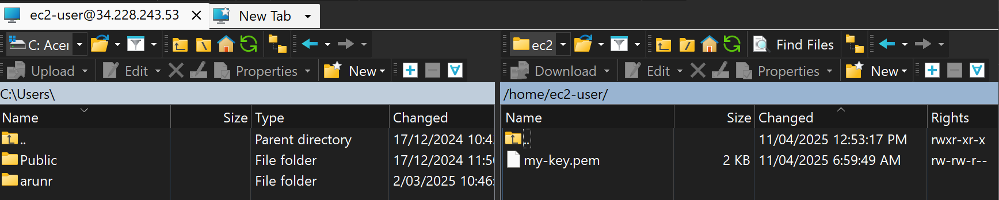 ec2-user@34.228.243.53 New Tab
C: Acer ec2 Find Files
Upload Edit Properties New Download Edit Properties New
C:\Users\ /home/ec2-user/
Name Size Type Changed Name Size Changed Rights
.. Parent directory 17/12/2024 10:4 .. 11/04/2025 12:53:17 PM rwxr-xr-x
Public File folder 17/12/2024 11:5 my-key.pem 2 KB 11/04/2025 6:59:49 AM rw-rw-r--
arunr File folder 2/03/2025 10:46: